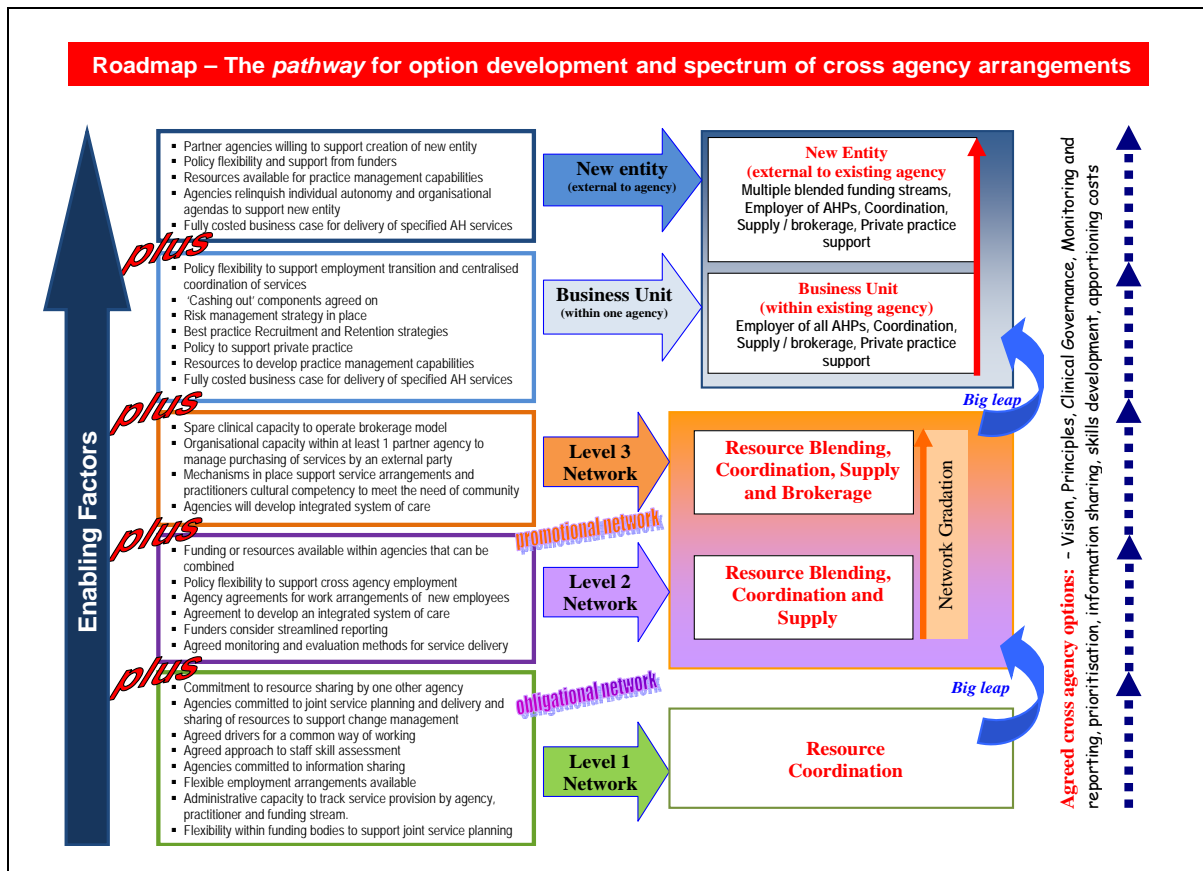 Roadmap – The pathway for option development and spectrum of cross agency arrangements
Enabling Factors
▪ Partner agencies willing to support creation of new entity
▪ Policy flexibility and support from funders
▪ Resources available for practice management capabilities
▪ Agencies relinquish individual autonomy and organisational
agendas to support new entity
▪ Fully costed business case for delivery of specified AH services
plus
▪ Policy flexibility to support employment transition and centralised
coordination of services
▪ 'Cashing out' components agreed on
▪ Risk management strategy in place
▪ Best practice Recruitment and Retention strategies
▪ Policy to support private practice
▪ Resources to develop practice management capabilities
▪ Fully costed business case for delivery of specified AH services
plus
▪ Spare clinical capacity to operate brokerage model
▪ Organisational capacity within at least 1 partner agency to
manage purchasing of services by an external party
▪ Mechanisms in place support service arrangements and
practitioners cultural competency to meet the need of community
▪ Agencies will develop integrated system of care
plus
▪ Funding or resources available within agencies that can be
combined
▪ Policy flexibility to support cross agency employment
▪ Agency agreements for work arrangements of new employees
▪ Agreement to develop an integrated system of care
▪ Funders consider streamlined reporting
▪ Agreed monitoring and evaluation methods for service delivery
plus
▪ Commitment to resource sharing by one other agency
▪ Agencies committed to joint service planning and delivery and
sharing of resources to support change management
▪ Agreed drivers for a common way of working
▪ Agreed approach to staff skill assessment
▪ Agencies committed to information sharing
▪ Flexible employment arrangements available
▪ Administrative capacity to track service provision by agency,
practitioner and funding stream.
▪ Flexibility within funding bodies to support joint service planning
New entity
(external to agency)
Business Unit
(within one agency)
Level 3
Network
promotional network
Level 2
Network
obligational network
Level 1
Network
New Entity
(external to existing agency
Multiple blended funding streams,
Employer of AHPs, Coordination,
Supply / brokerage, Private practice
support
Business Unit
(within existing agency)
Employer of all AHPs, Coordination,
Supply / brokerage, Private practice
support
Big leap
Resource Blending,
Coordination, Supply
and Brokerage
Resource Blending,
Coordination and
Supply
Network Gradation
Big leap
Resource
Coordination
Agreed cross agency options: – Vision, Principles, Clinical Governance, Monitoring and
reporting, prioritisation, information sharing, skills development, apportioning costs